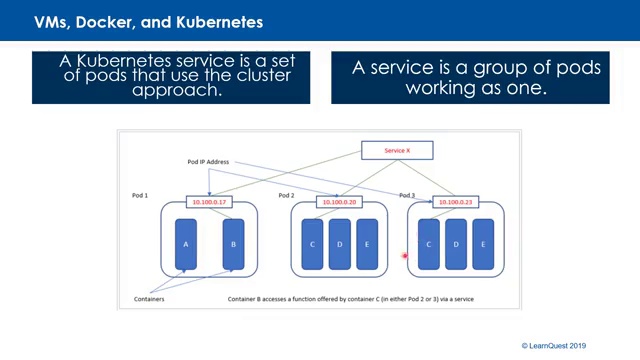 VMs, Docker, and Kubernetes
A Kubernetes service is a set
of pods that use the cluster
approach.
A service is a group of pods
working as one.
Service X
Pod IP Address
Pod 1
Pod 2
Pod 3
10.100.0.17
10.100.0.20
10.100.0.23
A
B
C
D
E
C
D
E
Containers
Container B accesses a function offered by container C (in either Pod 2 or 3) via a service
© LearnQuest 2019